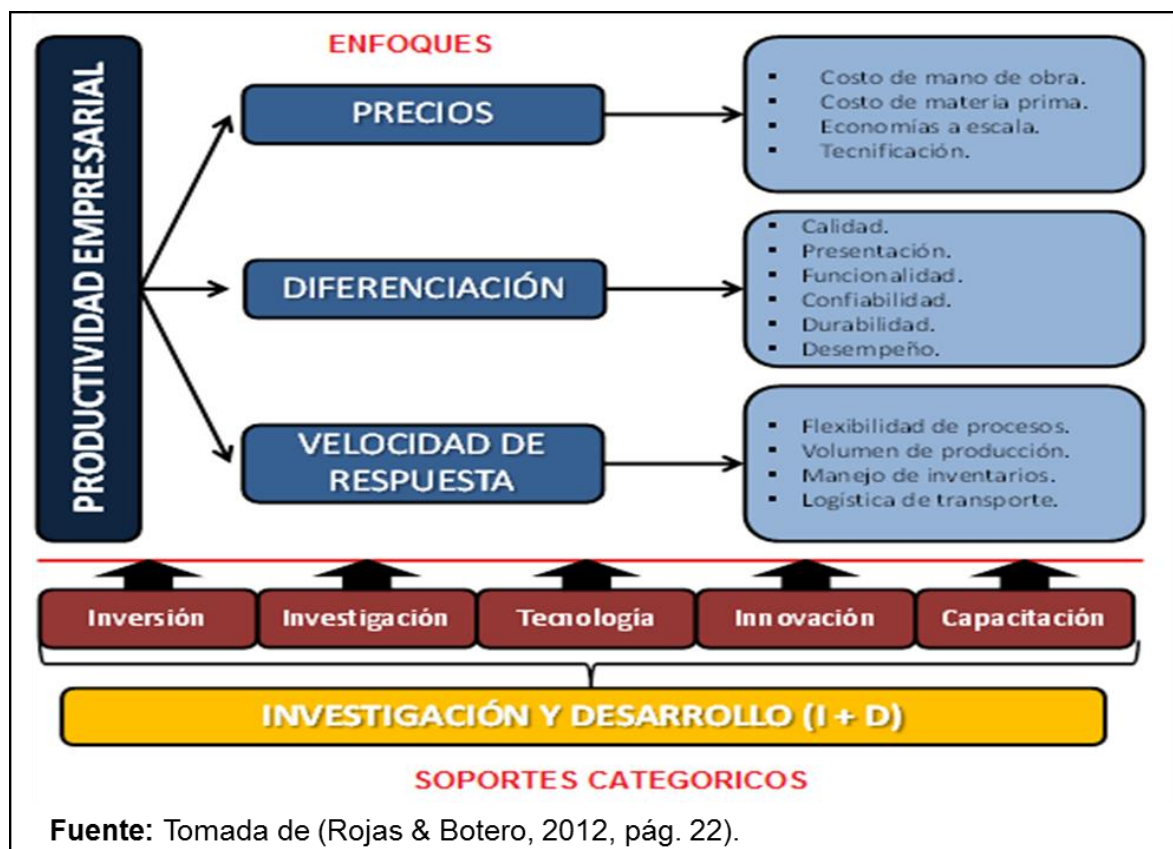 ENFOQUES
PRODUCTIVIDAD EMPRESARIAL
PRECIOS
▪ Costo de mano de obra.
▪ Costo de materia prima.
▪ Economías a escala.
▪ Tecnificación.
DIFERENCIACIÓN
▪ Calidad.
▪ Presentación.
▪ Funcionalidad.
▪ Confiabilidad.
▪ Durabilidad.
▪ Desempeño.
VELOCIDAD DE
RESPUESTA
▪ Flexibilidad de procesos.
▪ Volumen de producción.
▪ Manejo de inventarios.
▪ Logística de transporte.
Inversión
Investigación
Tecnología
Innovación
Capacitación
INVESTIGACIÓN Y DESARROLLO (I + D)
SOPORTES CATEGORICOS
Fuente: Tomada de (Rojas & Botero, 2012, pág. 22).